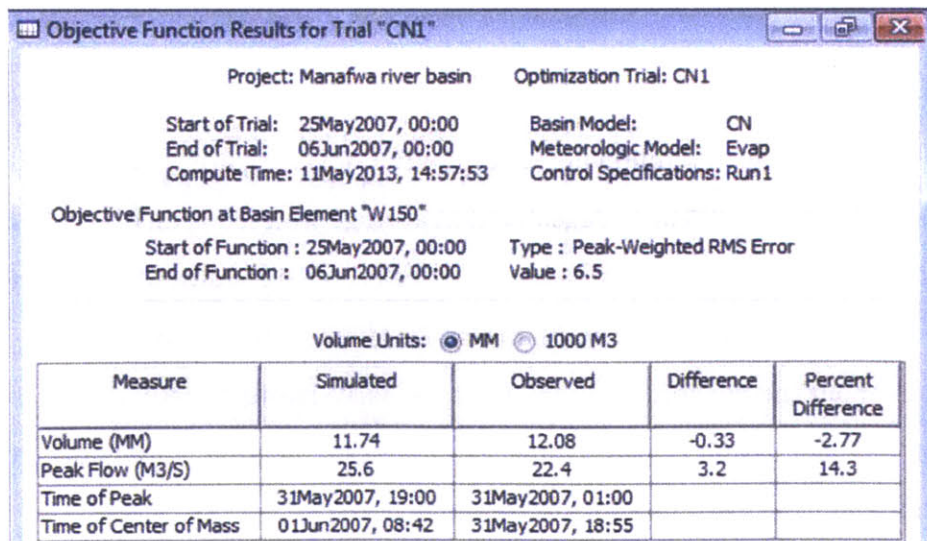 Objective Function Results for Trial "CN1"
Project: Manafwa river basin Optimization Trial: CN1
Start of Trial: 25May2007, 00:00 Basin Model: CN
End of Trial: 06Jun2007, 00:00 Meteorologic Model: Evap
Compute Time: 11May2013, 14:57:53 Control Specifications: Run1
Objective Function at Basin Element "W150"
Start of Function : 25May2007, 00:00 Type : Peak-Weighted RMS Error
End of Function : 06Jun2007, 00:00 Value : 6.5
Volume Units: MM 1000 M3
Measure Simulated Observed Difference Percent Difference
Volume (MM) 11.74 12.08 -0.33 -2.77
Peak Flow (M3/S) 25.6 22.4 3.2 14.3
Time of Peak 31May2007, 19:00 31May2007, 01:00
Time of Center of Mass 01Jun2007, 08:42 31May2007, 18:55